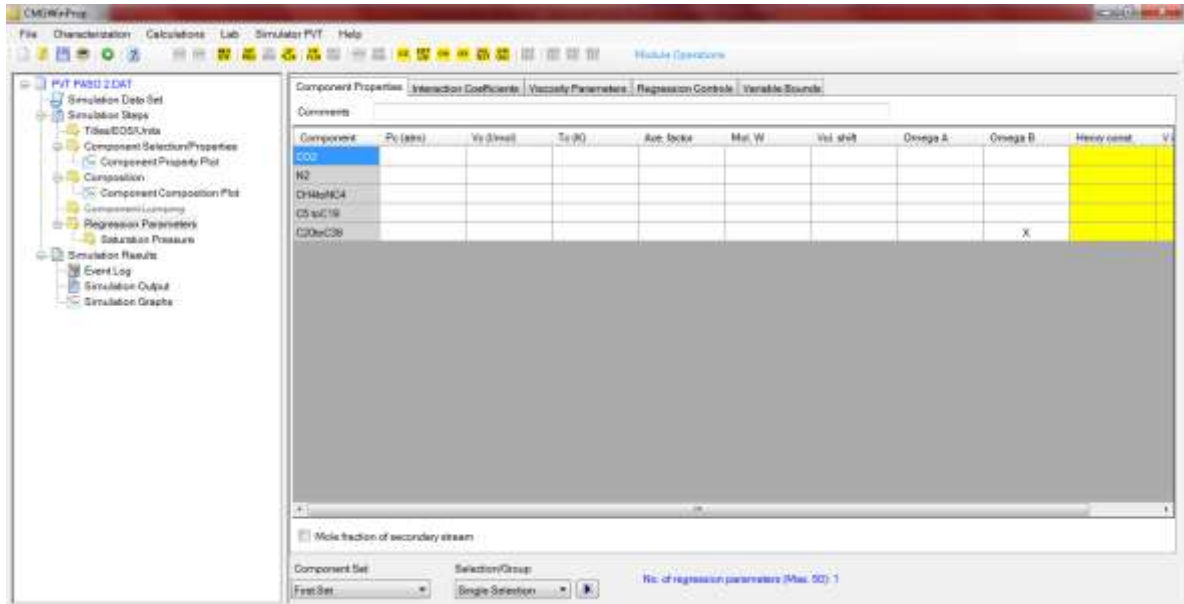 CMGWinProp
File Characterization Calculations Lab Simulator PVT Help
Module Operations
PVT PASO 2.DAT
Simulation Data Set
Simulation Steps
Titles/EOS/Units
Component Selection/Properties
Component Property Plot
Composition
Component Composition Plot
Component Lumping
Regression Parameters
Saturation Pressure
Simulation Results
Event Log
Simulation Output
Simulation Graphs
Component Properties Interaction Coefficients Viscosity Parameters Regression Controls Variable Bounds
Comments
Component Pc (atm) Vc (l/mol) Tc (K) Ace. factor Mol. W Vol. shift Omega A Omega B Henry const. Vi
CO2
N2
CH4toNC4
C5 toC19
C20toC38 X
Mole fraction of secondary stream
Component Set Selection/Group
First Set Single Selection
No. of regression parameters (Max. 50): 1